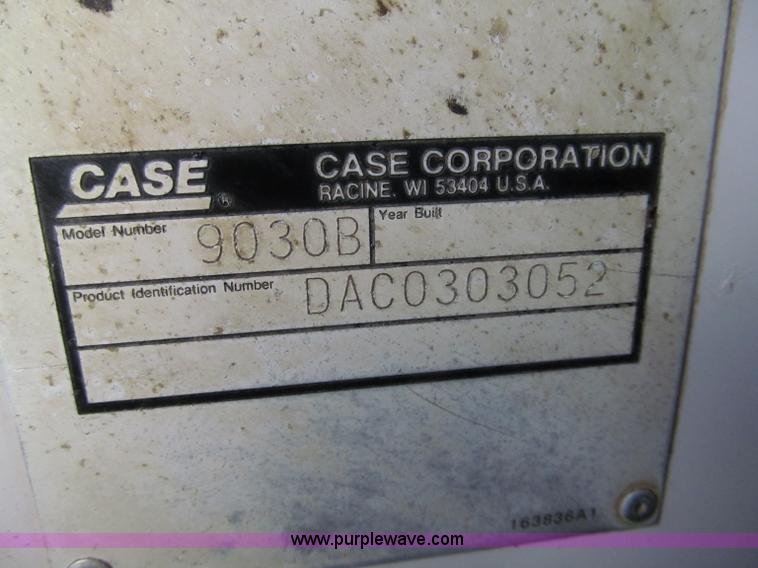 CASE ®
CASE CORPORATION
RACINE, WI 53404 U.S.A.
Model Number 9030B
Year Built
Product Identification Number DAC0303052
163836A1
www.purplewave.com